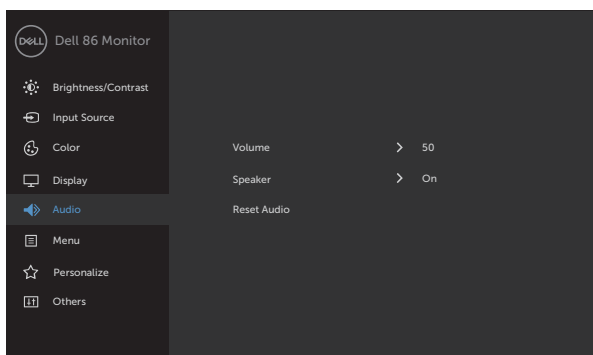 DELL Dell 86 Monitor
Brightness/Contrast
Input Source
Color
Volume > 50
Display
Speaker > On
Audio
Reset Audio
Menu
Personalize
Others